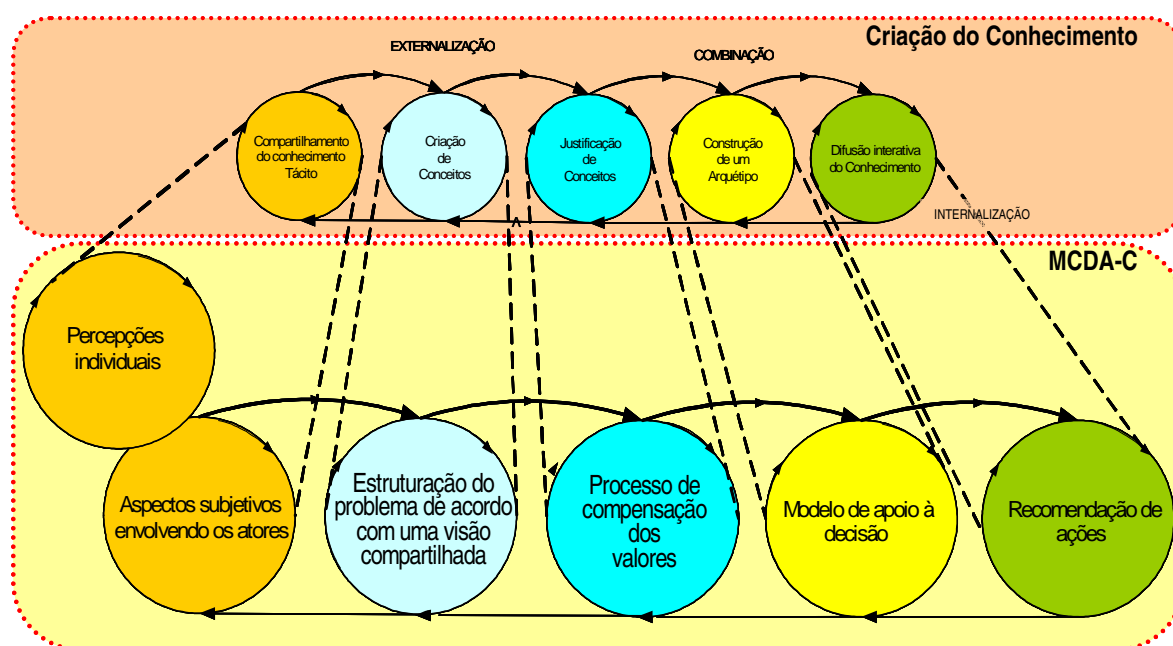 Criação do Conhecimento
EXTERNALIZAÇÃO
COMBINAÇÃO
Compartilhamento
do conhecimento
Tácito
Criação
de
Conceitos
Justificação
de
Conceitos
Construção
de um
Arquétipo
Difusão interativa
do Conhecimento
INTERNALIZAÇÃO
MCDA-C
Percepções
individuais
Aspectos subjetivos
envolvendo os atores
Estruturação do
problema de acordo
com uma visão
compartilhada
Processo de
compensação
dos
valores
Modelo de apoio à
decisão
Recomendação de
ações